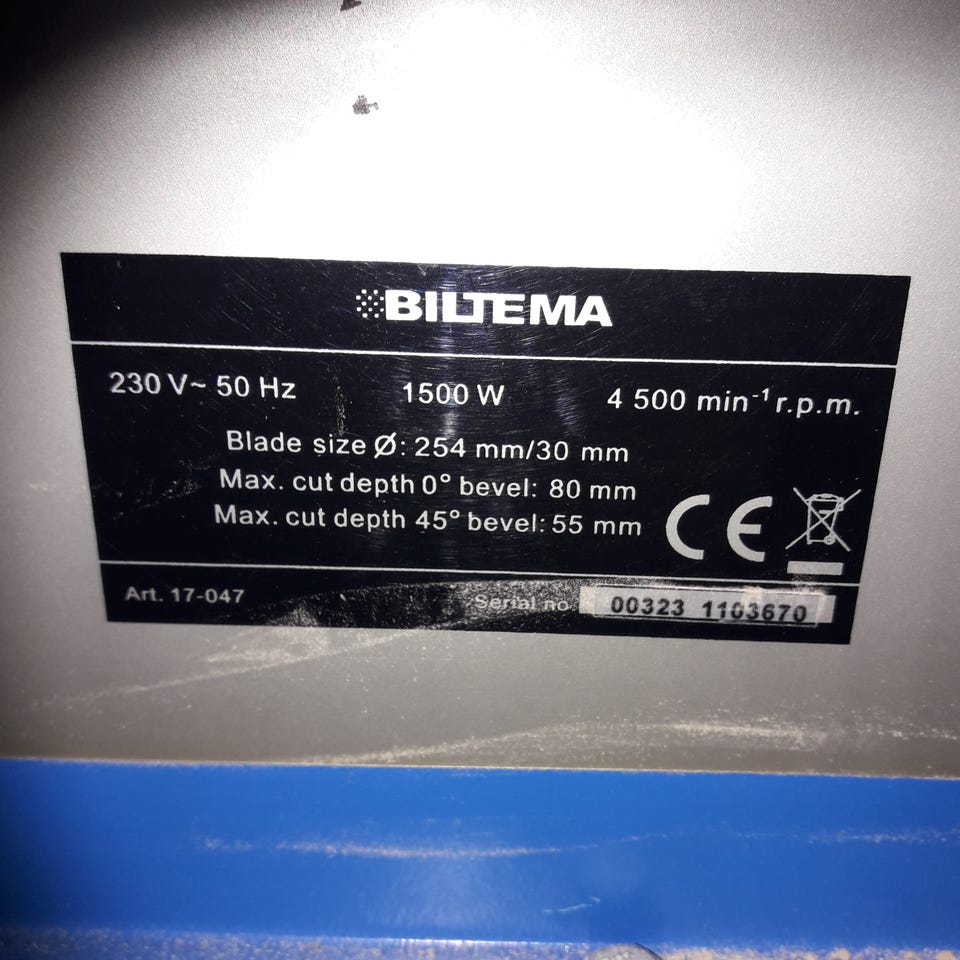 BILTEMA
230 V~ 50 Hz 1500 W 4 500 min⁻¹ r.p.m.
Blade size Ø: 254 mm/30 mm
Max. cut depth 0° bevel: 80 mm
Max. cut depth 45° bevel: 55 mm
CE
Art. 17-047 Serial no 00323 1103670